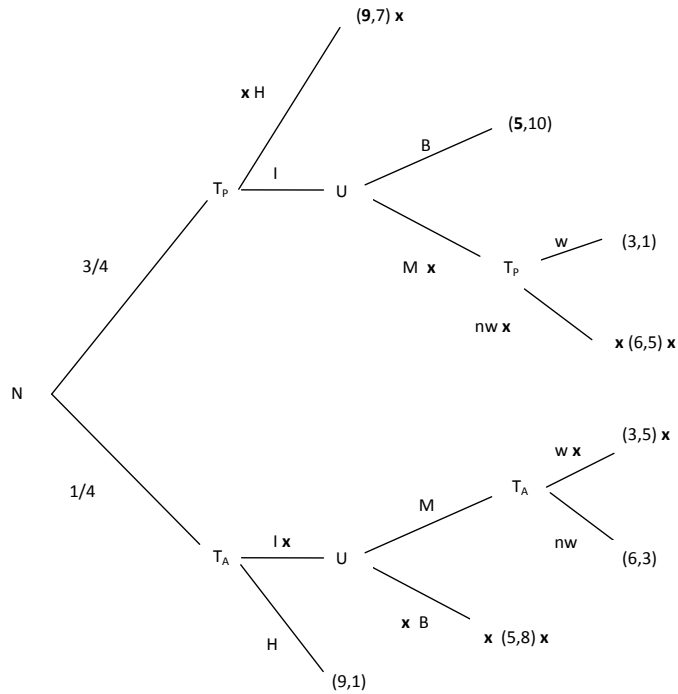 (9,7) x
x H
B
(5,10)
I
T_P
U
w
(3,1)
3/4
M x
T_P
nw x
x (6,5) x
N
(3,5) x
w x
1/4
M
T_A
I x
nw
T_A
U
(6,3)
x B
x (5,8) x
H
(9,1)